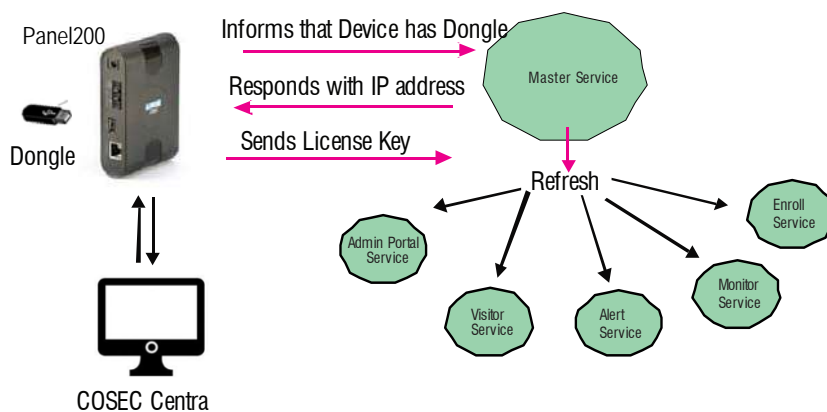 Informs that Device has Dongle
Panel200
Master Service
Responds with IP address
Sends License Key
Dongle
Refresh
Enroll
Service
Admin Portal
Service
Monitor
Service
Visitor
Service
Alert
Service
COSEC Centra